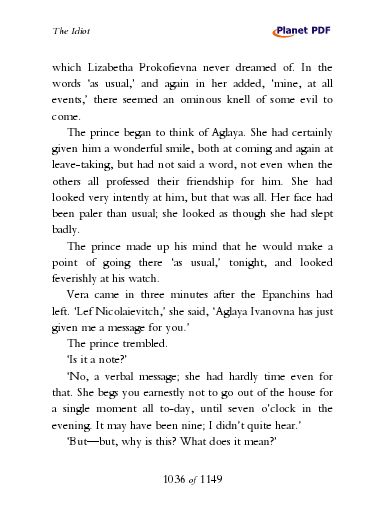 The Idiot
Planet PDF
which Lizabetha Prokofievna never dreamed of. In the
words ‘as usual,’ and again in her added, ‘mine, at all
events,’ there seemed an ominous knell of some evil to
come.
The prince began to think of Aglaya. She had certainly
given him a wonderful smile, both at coming and again at
leave-taking, but had not said a word, not even when the
others all professed their friendship for him. She had
looked very intently at him, but that was all. Her face had
been paler than usual; she looked as though she had slept
badly.
The prince made up his mind that he would make a
point of going there ‘as usual,’ tonight, and looked
feverishly at his watch.
Vera came in three minutes after the Epanchins had
left. ‘Lef Nicolaievitch,’ she said, ‘Aglaya Ivanovna has just
given me a message for you.’
The prince trembled.
‘Is it a note?’
‘No, a verbal message; she had hardly time even for
that. She begs you earnestly not to go out of the house for
a single moment all to-day, until seven o’clock in the
evening. It may have been nine; I didn’t quite hear.’
‘But—but, why is this? What does it mean?’
1036 of 1149